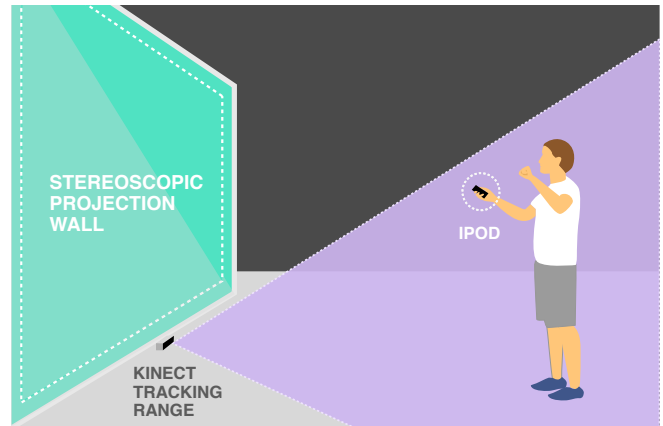 STEREOSCOPIC
PROJECTION
WALL
IPOD
KINECT
TRACKING
RANGE